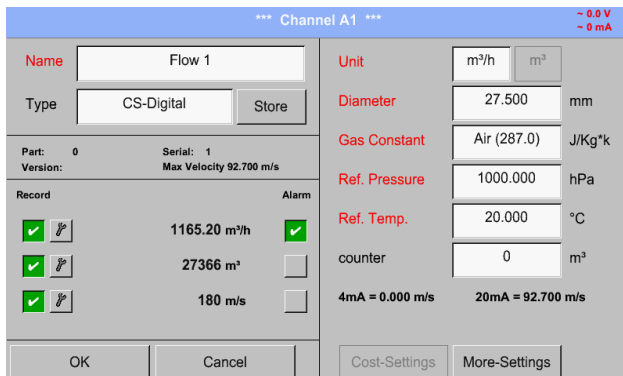 *** Channel A1 ***
~ 0.0 V
~ 0 mA
Name
Flow 1
Type
CS-Digital
Store
Part: 0
Serial: 1
Version:
Max Velocity 92.700 m/s
Record
Alarm
1165.20 m³/h
27366 m³
180 m/s
OK
Cancel
Unit
m³/h
m³
Diameter
27.500
mm
Gas Constant
Air (287.0)
J/Kg*k
Ref. Pressure
1000.000
hPa
Ref. Temp.
20.000
°C
counter
0
m³
4mA = 0.000 m/s
20mA = 92.700 m/s
Cost-Settings
More-Settings